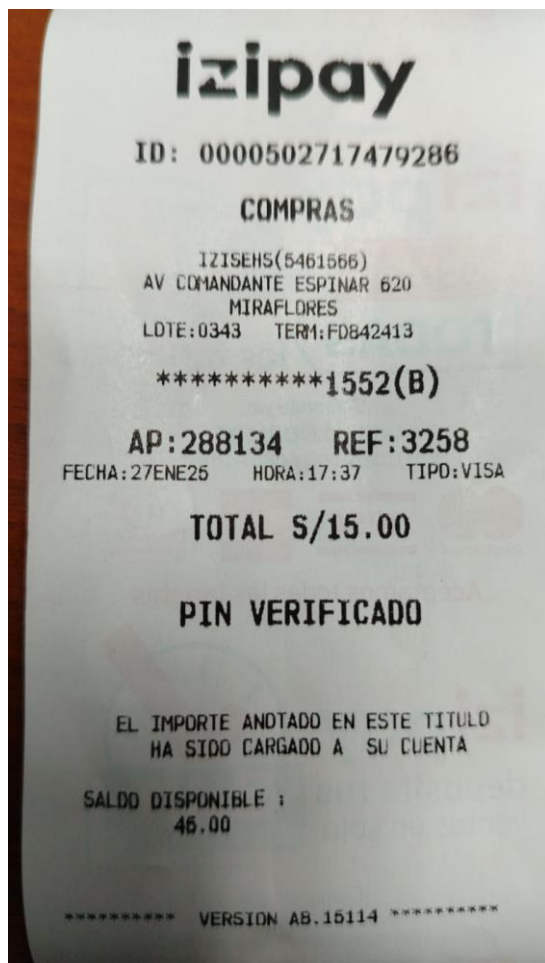 izipay
ID: 0000502717479286
COMPRAS
IZISEHS(5461566)
AV COMANDANTE ESPINAR 620
MIRAFLORES
LOTE:0343 TERM:FD842413
**********1552(B)
AP:288134 REF:3258
FECHA:27ENE25 HORA:17:37 TIPO:VISA
TOTAL S/15.00
PIN VERIFICADO
EL IMPORTE ANOTADO EN ESTE TITULO
HA SIDO CARGADO A SU CUENTA
SALDO DISPONIBLE :
46.00
********** VERSION A8.15114 **********